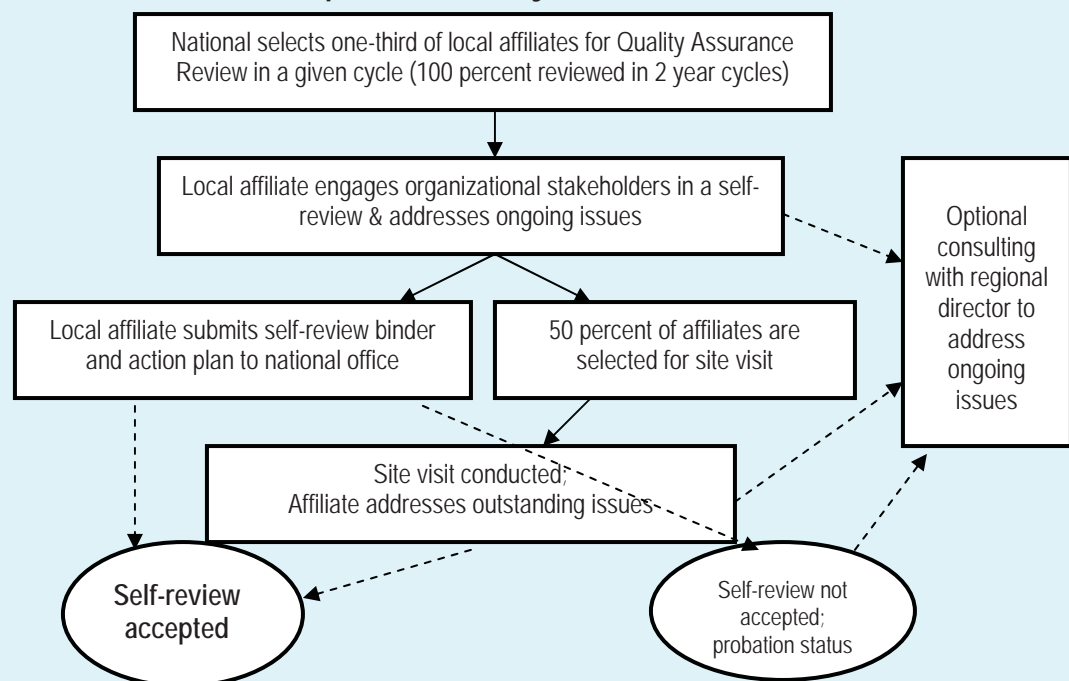 National selects one-third of local affiliates for Quality Assurance
Review in a given cycle (100 percent reviewed in 2 year cycles)
Local affiliate engages organizational stakeholders in a self-
review & addresses ongoing issues
Optional
consulting
with regional
director to
address
ongoing
issues
Local affiliate submits self-review binder
and action plan to national office
50 percent of affiliates are
selected for site visit
Site visit conducted;
Affiliate addresses outstanding issues
Self-review
accepted
Self-review not
accepted;
probation status